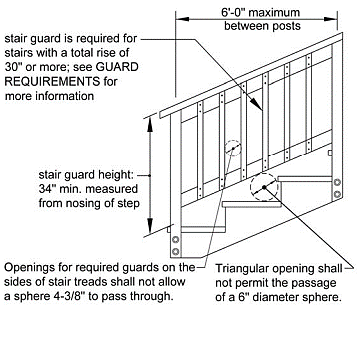 6'-0" maximum
between posts
stair guard is required for
stairs with a total rise of
30" or more; see GUARD
REQUIREMENTS for
more information
stair guard height:
34" min. measured
from nosing of step
Openings for required guards on the
sides of stair treads shall not allow
a sphere 4-3/8" to pass through.
Triangular opening shall
not permit the passage
of a 6" diameter sphere.